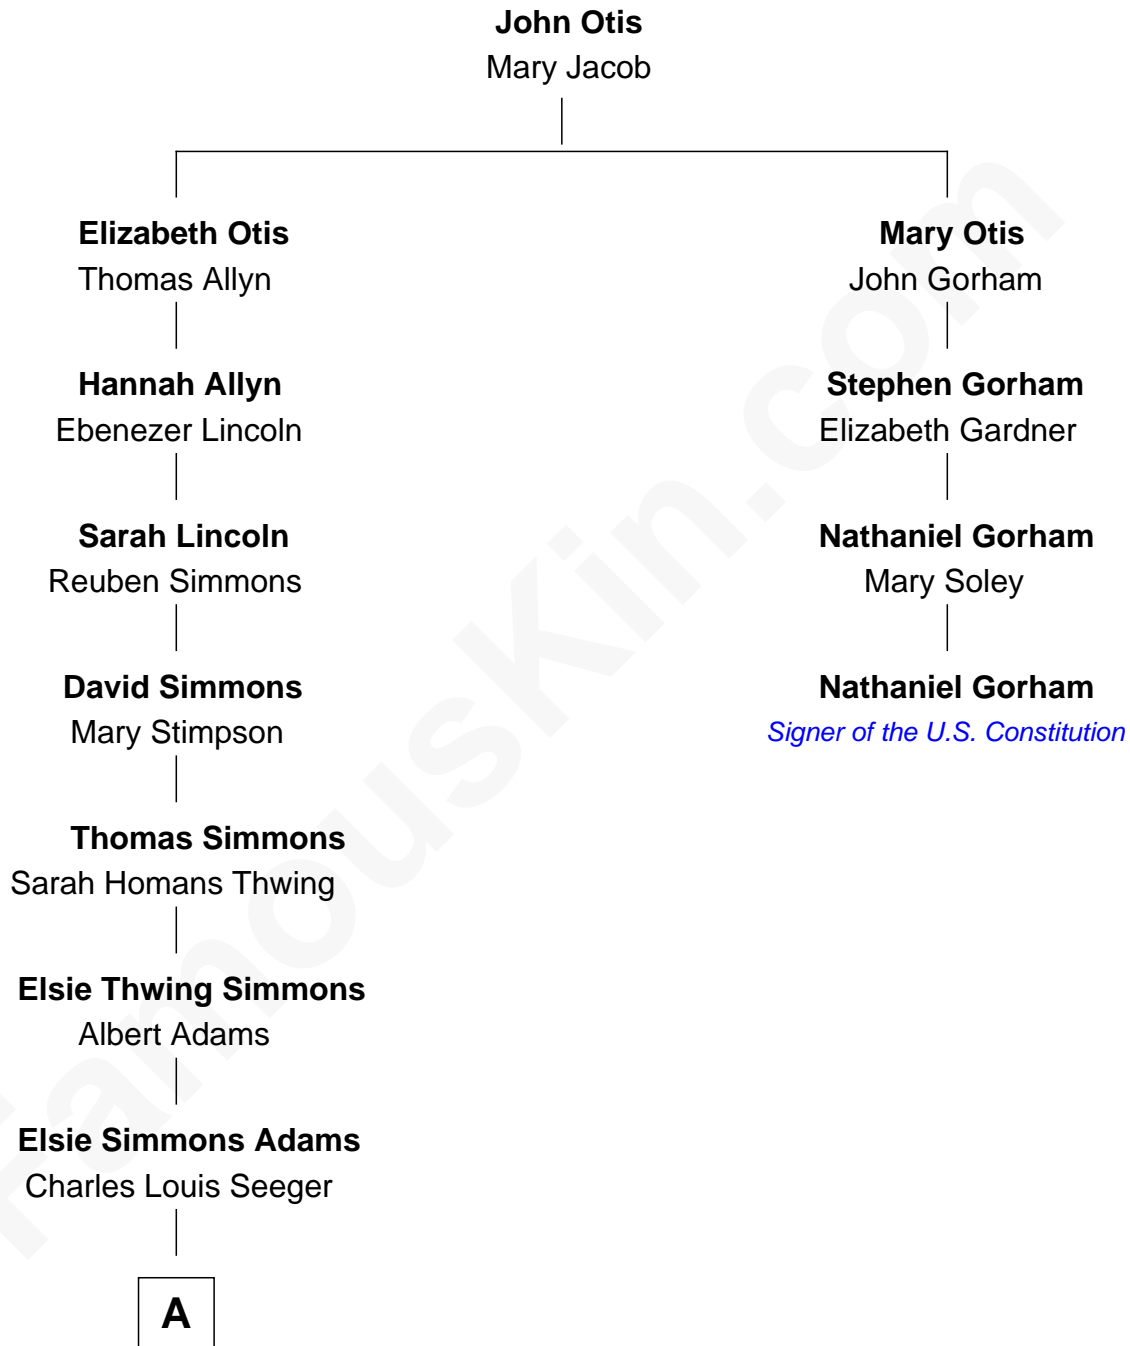 John Otis
Mary Jacob
Elizabeth Otis
Thomas Allyn
Mary Otis
John Gorham
Hannah Allyn
Ebenezer Lincoln
Stephen Gorham
Elizabeth Gardner
Sarah Lincoln
Reuben Simmons
Nathaniel Gorham
Mary Soley
David Simmons
Mary Stimpson
Nathaniel Gorham
Signer of the U.S. Constitution
Thomas Simmons
Sarah Homans Thwing
Elsie Thwing Simmons
Albert Adams
Elsie Simmons Adams
Charles Louis Seeger
A
FamousKin.com